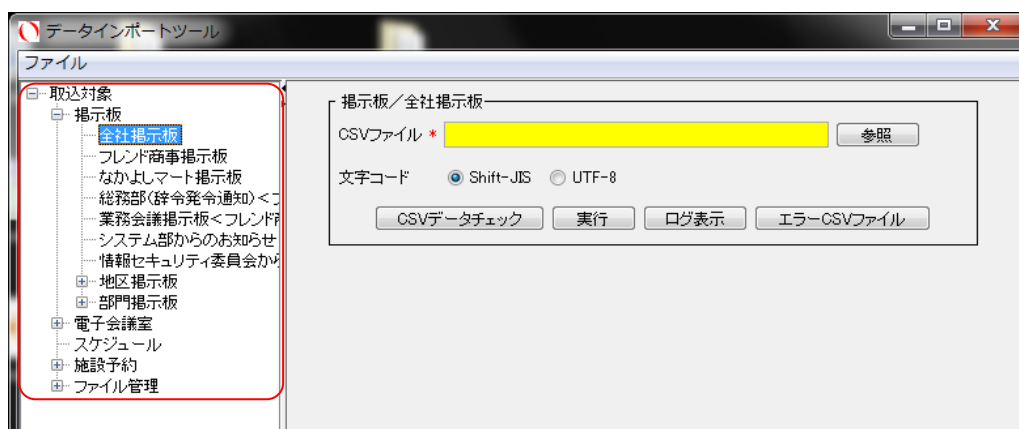 データインポートツール
ファイル
取込対象
掲示板
全社掲示板
フレンド商事掲示板
なかよしマート掲示板
総務部(辞令発令通知)<
業務会議掲示板<フレンド
システム部からのお知らせ
情報セキュリティ委員会か
地区掲示板
部門掲示板
電子会議室
スケジュール
施設予約
ファイル管理
掲示板/全社掲示板
CSVファイル * 参照
文字コード Shift-JIS UTF-8
CSVデータチェック 実行 ログ表示 エラーCSVファイル